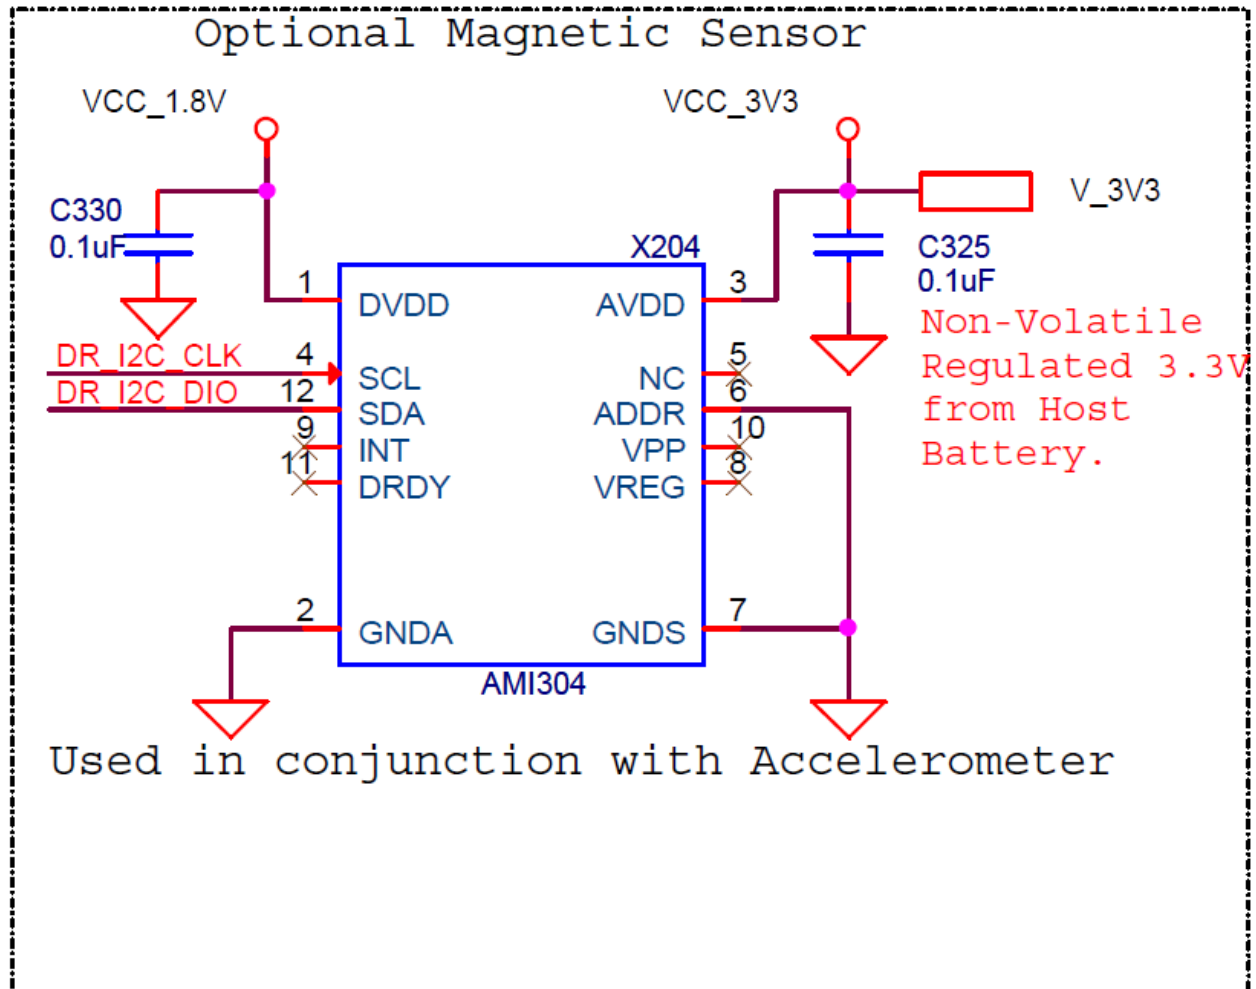 Optional Magnetic Sensor
VCC_1.8V
VCC_3V3
V_3V3
C330
0.1uF
X204
C325
0.1uF
1
DVDD
AVDD
3
Non-Volatile
Regulated 3.3V
from Host
Battery.
DR_I2C_CLK
4
SCL
NC
5
DR_I2C_DIO
12
SDA
ADDR
6
9
INT
VPP
10
11
DRDY
VREG
8
2
GNDA
GNDS
7
AMI304
Used in conjunction with Accelerometer